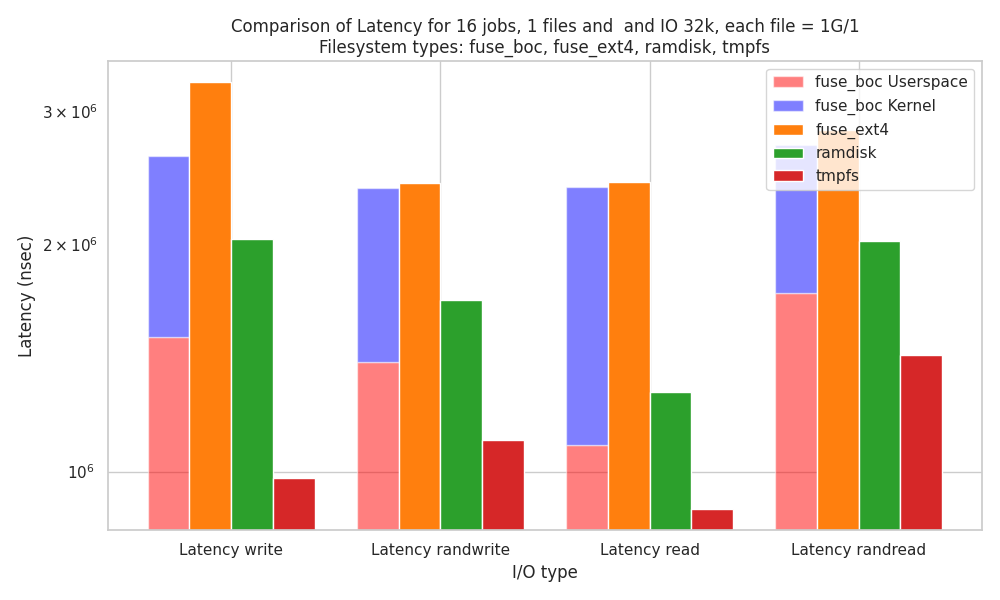 Comparison of Latency for 16 jobs, 1 files and  and IO 32k, each file = 1G/1
Filesystem types: fuse_boc, fuse_ext4, ramdisk, tmpfs
fuse_boc Userspace
fuse_boc Kernel
fuse_ext4
ramdisk
tmpfs
3 × 10⁶
2 × 10⁶
10⁶
Latency (nsec)
Latency write
Latency randwrite
Latency read
Latency randread
I/O type